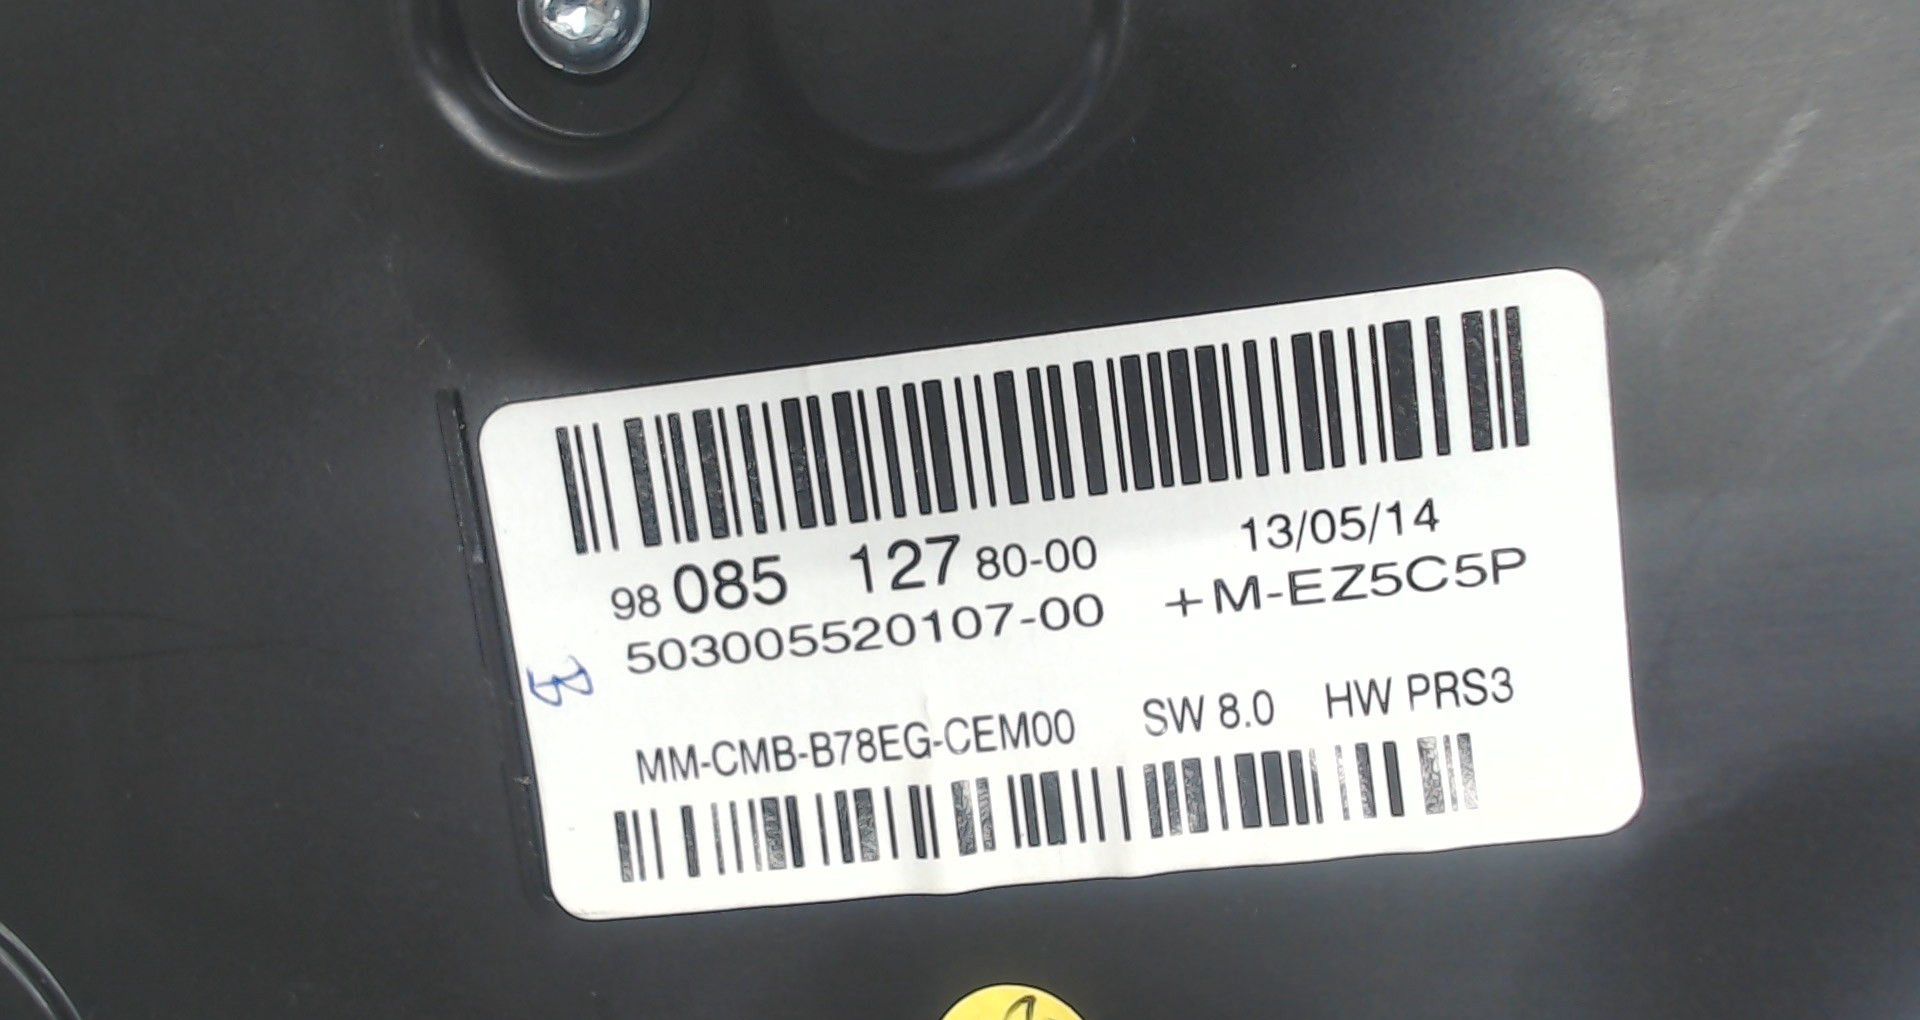 98 085 127 80-00 13/05/14
503005520107-00 +M-EZ5C5P
B
MM-CMB-B78EG-CEM00 SW 8.0 HW PRS3